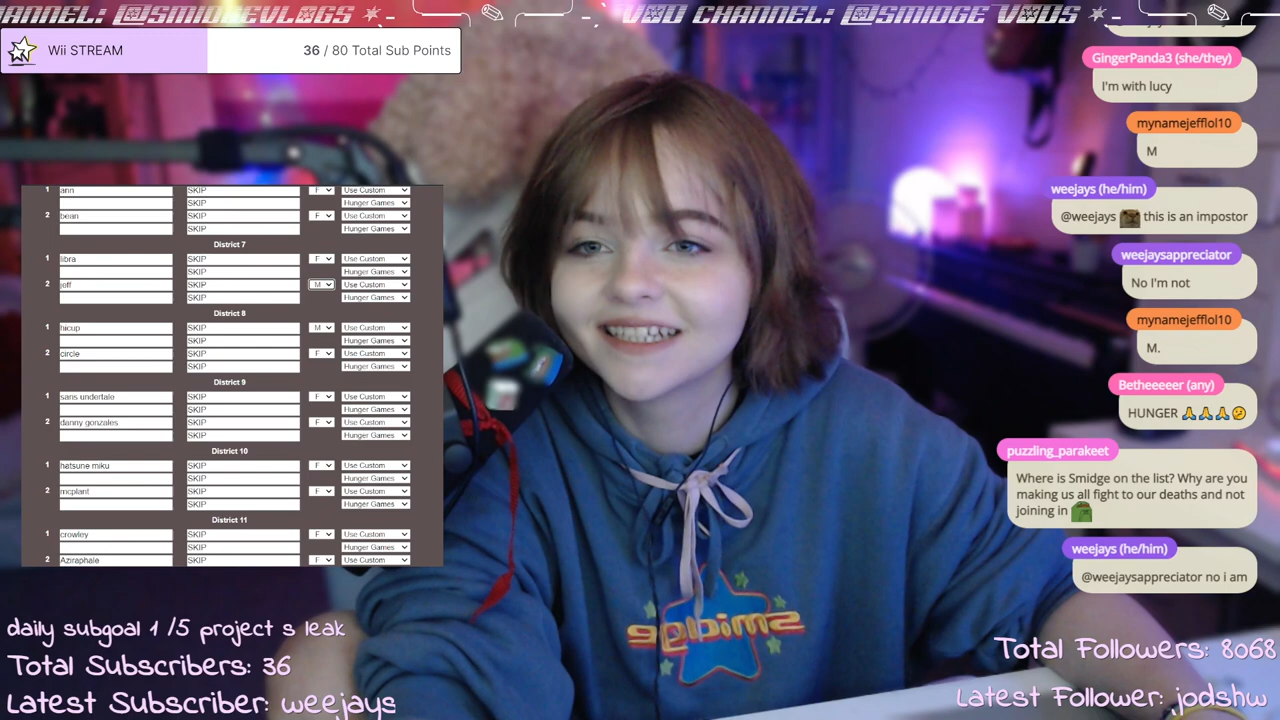 ANNEL: @SMIDGEVLOGS
VOD CHANNEL: @SMIDGE VODS
Wii STREAM
36 / 80 Total Sub Points
1 ann SKIP F Use Custom
SKIP Hunger Games
2 bean SKIP F Use Custom
SKIP Hunger Games
District 7
1 libra SKIP F Use Custom
SKIP Hunger Games
2 jeff SKIP M Use Custom
SKIP Hunger Games
District 8
1 hicup SKIP M Use Custom
SKIP Hunger Games
2 circle SKIP F Use Custom
SKIP Hunger Games
District 9
1 sans undertale SKIP F Use Custom
SKIP Hunger Games
2 danny gonzales SKIP F Use Custom
SKIP Hunger Games
District 10
1 hatsune miku SKIP F Use Custom
SKIP Hunger Games
2 mcplant SKIP F Use Custom
SKIP Hunger Games
District 11
1 crowley SKIP F Use Custom
SKIP Hunger Games
2 Aziraphale SKIP F Use Custom
GingerPanda3 (she/they)
I'm with lucy
mynamejefflol10
M
weejays (he/him)
@weejays this is an impostor
weejaysappreciator
No I'm not
mynamejefflol10
M.
Betheeeeer (any)
HUNGER 🙏🙏🙏🫤
puzzling_parakeet
Where is Smidge on the list? Why are you
making us all fight to our deaths and not
joining in
weejays (he/him)
@weejaysappreciator no i am
Smidge
daily subgoal 1 /5 project s leak
Total Subscribers: 36
Latest Subscriber: weejays
Total Followers: 8068
Latest Follower: jodshw